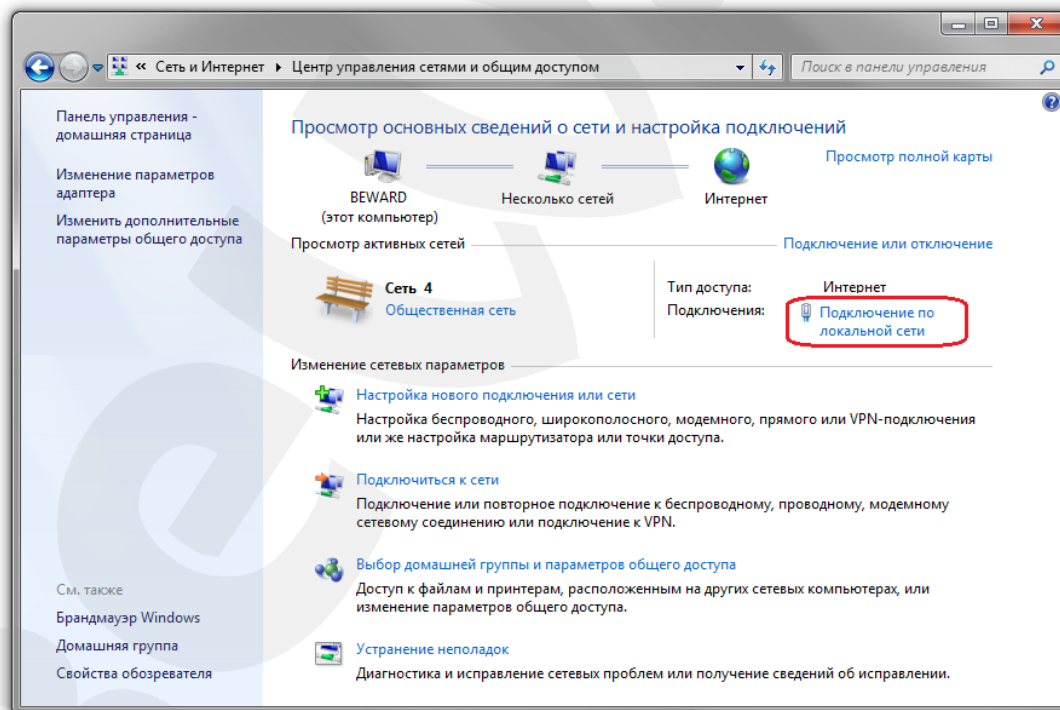 « Сеть и Интернет ▸ Центр управления сетями и общим доступом
Поиск в панели управления
Панель управления -
домашняя страница
Изменение параметров
адаптера
Изменить дополнительные
параметры общего доступа
Просмотр основных сведений о сети и настройка подключений
Просмотр полной карты
BEWARD
(этот компьютер)
Несколько сетей
Интернет
Просмотр активных сетей
Подключение или отключение
Сеть 4
Общественная сеть
Тип доступа: Интернет
Подключения: Подключение по
локальной сети
Изменение сетевых параметров
Настройка нового подключения или сети
Настройка беспроводного, широкополосного, модемного, прямого или VPN-подключения
или же настройка маршрутизатора или точки доступа.
Подключиться к сети
Подключение или повторное подключение к беспроводному, проводному, модемному
сетевому соединению или подключение к VPN.
Выбор домашней группы и параметров общего доступа
Доступ к файлам и принтерам, расположенным на других сетевых компьютерах, или
изменение параметров общего доступа.
Устранение неполадок
Диагностика и исправление сетевых проблем или получение сведений об исправлении.
См. также
Брандмауэр Windows
Домашняя группа
Свойства обозревателя